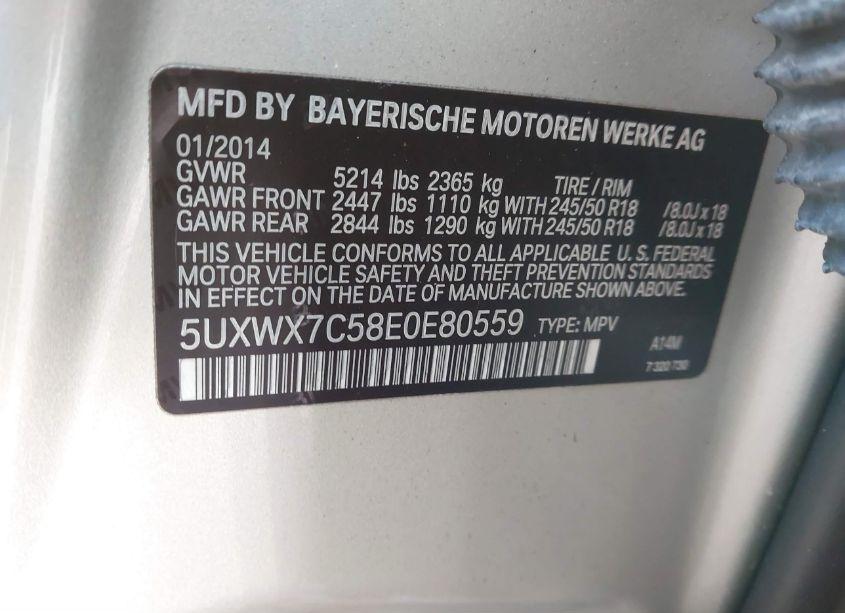 MFD BY BAYERISCHE MOTOREN WERKE AG
01/2014
GVWR 5214 lbs 2365 kg TIRE / RIM
GAWR FRONT 2447 lbs 1110 kg WITH 245/50 R18 /8.0J x 18
GAWR REAR 2844 lbs 1290 kg WITH 245/50 R18 /8.0J x 18
THIS VEHICLE CONFORMS TO ALL APPLICABLE U. S. FEDERAL
MOTOR VEHICLE SAFETY AND THEFT PREVENTION STANDARDS
IN EFFECT ON THE DATE OF MANUFACTURE SHOWN ABOVE.
5UXWX7C58E0E80559 TYPE: MPV A14M
7 320 730